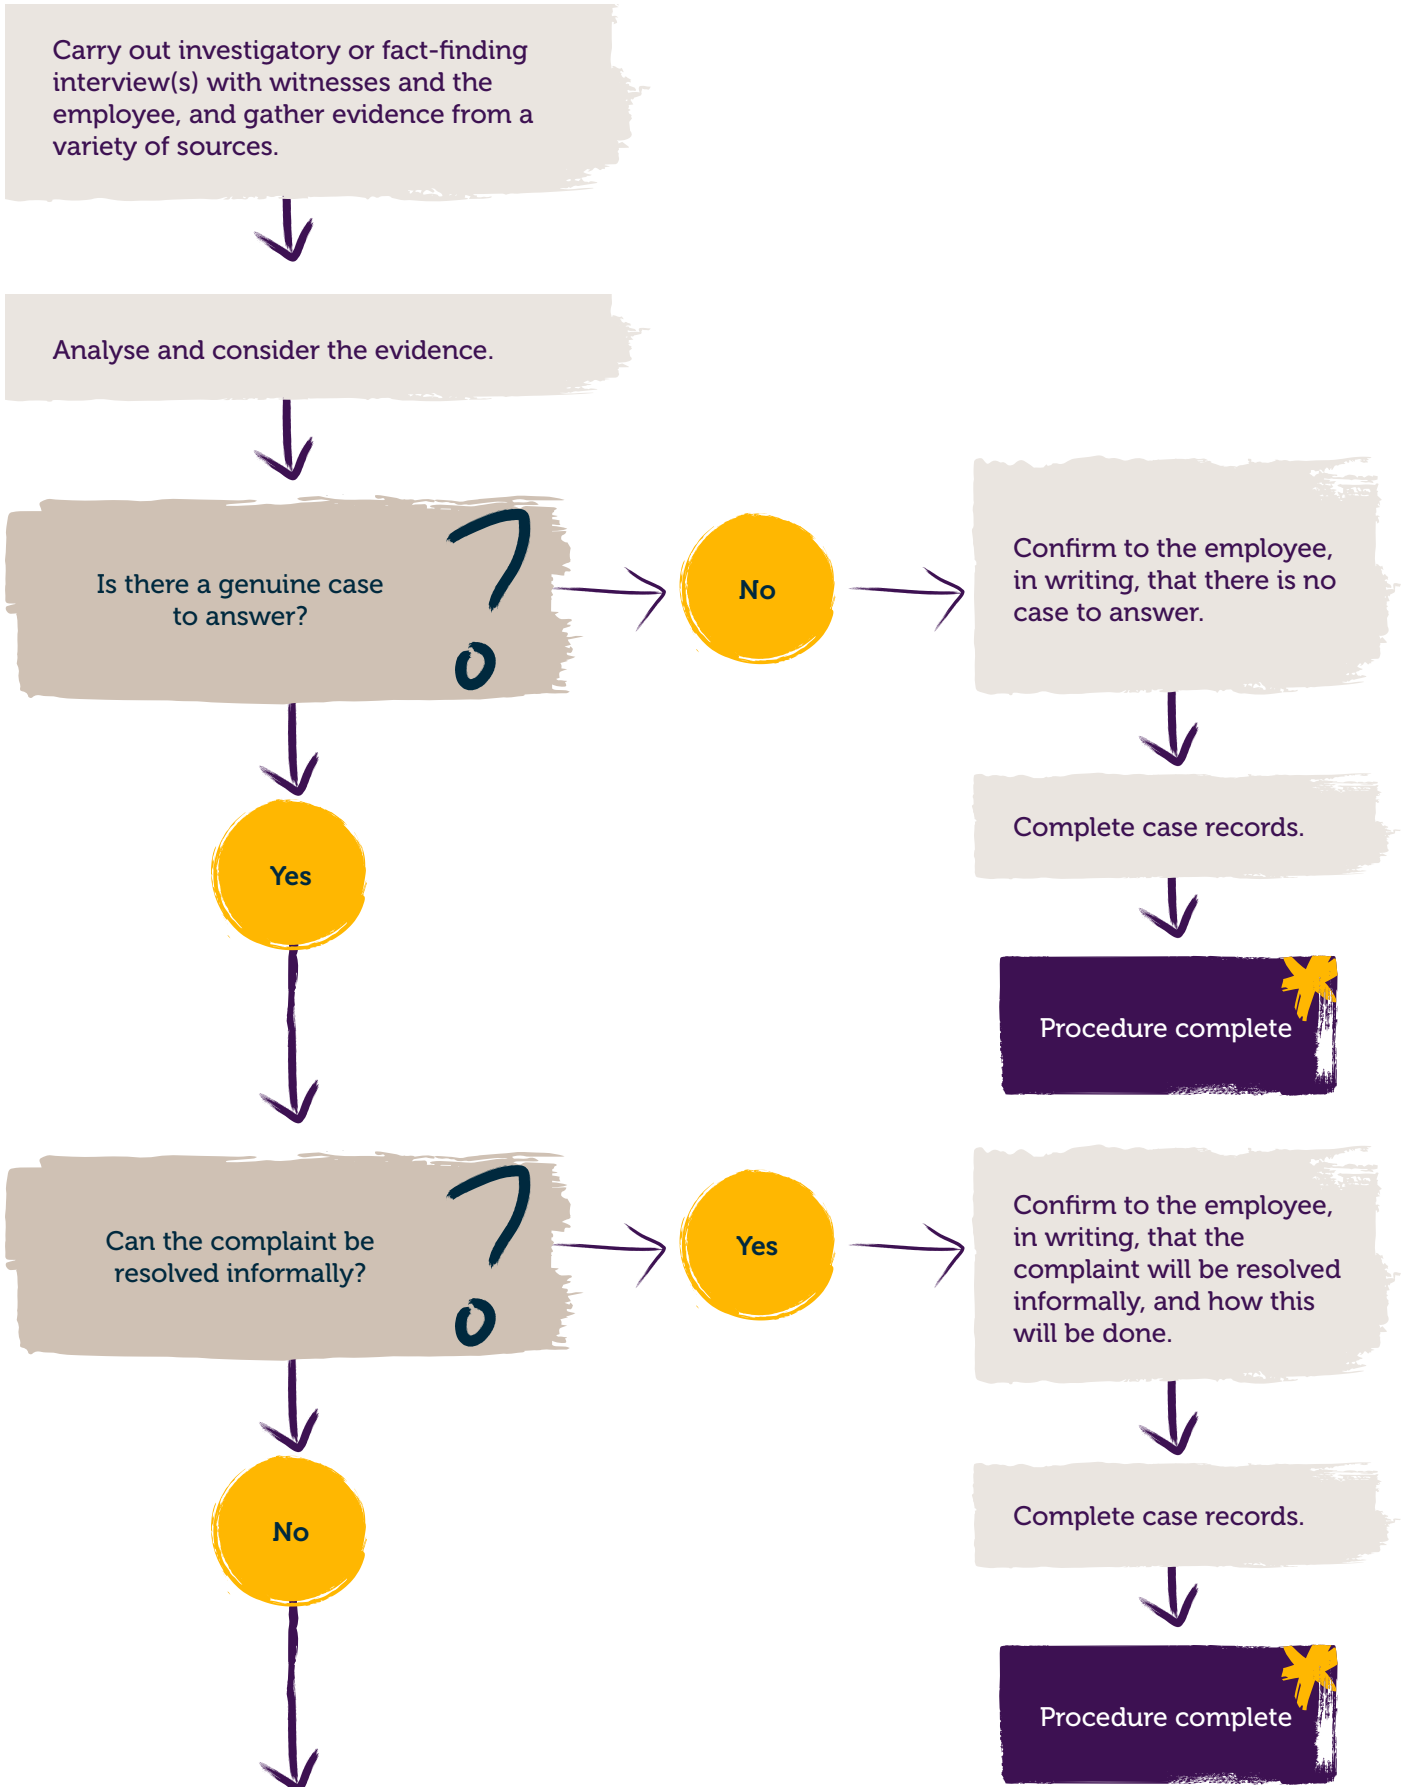 Carry out investigatory or fact-finding
interview(s) with witnesses and the
employee, and gather evidence from a
variety of sources.
Analyse and consider the evidence.
Is there a genuine case
to answer?
?
No
Confirm to the employee,
in writing, that there is no
case to answer.
Yes
Complete case records.
Procedure complete
Can the complaint be
resolved informally?
?
Yes
Confirm to the employee,
in writing, that the
complaint will be resolved
informally, and how this
will be done.
No
Complete case records.
Procedure complete